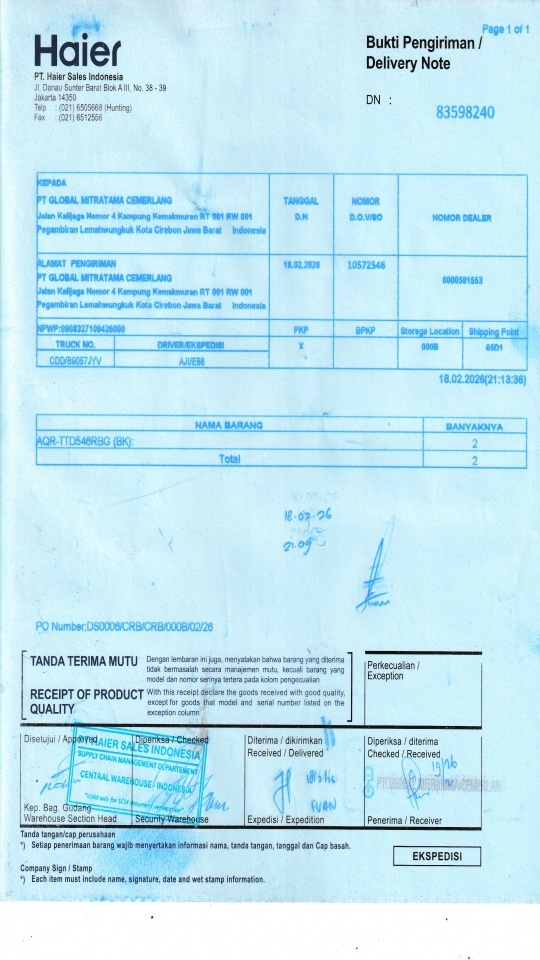 Page 1 of 1
Haier
Bukti Pengiriman /
Delivery Note
PT. Haier Sales Indonesia
Jl. Danau Sunter Barat Blok A III, No. 38 - 39
Jakarta 14350
Telp : (021) 6505668 (Hunting)
Fax : (021) 6512556
DN :
83598240
KEPADA
PT GLOBAL MITRATAMA CEMERLANG
Jalan Kalijaga Nomor 4 Kampung Kemakmuran RT 001 RW 001
Pegambiran Lemahwungkuk Kota Cirebon Jawa Barat Indonesia
TANGGAL
D.N
NOMOR
D.O.V/SO
NOMOR DEALER
ALAMAT PENGIRIMAN
PT GLOBAL MITRATAMA CEMERLANG
Jalan Kalijaga Nomor 4 Kampung Kemakmuran RT 001 RW 001
Pegambiran Lemahwungkuk Kota Cirebon Jawa Barat Indonesia
18.02.2026
10572546
6000581553
NPWP:0908327109426000
PKP
BPKP
Storege Location
Shipping Point
TRUCK NO.
DRIVER/EKSPEDISI
X
000B
65D1
CDD/B9057JYV
AJI/EB8
18.02.2026(21:13:36)
NAMA BARANG
BANYAKNYA
AQR-TTD546RBG (BK):
2
Total
2
18.02.26
21.09
PO Number:DS0006/CRB/CRB/000B/02/26
TANDA TERIMA MUTU
Dengan lembaran ini juga, menyatakan bahwa barang yang diterima
tidak bermasalah secara manajemen mutu, kecuali barang yang
model dan nomor serinya tertera pada kolom pengecualian
RECEIPT OF PRODUCT
QUALITY
With this receipt declare the goods received with good quality,
except for goods that model and serial number listed on the
exception column
Perkecualian /
Exception
Disetujui / Approved
Diperiksa / Checked
Diterima / dikirimkan
Received / Delivered
Diperiksa / diterima
Checked / Received
PT HAIER SALES INDONESIA
SUPPLY CHAIN MANAGEMENT DEPARTEMENT
CENTRAL WAREHOUSE - INDONESIA
Kep. Bag. Gudang
Warehouse Section Head
Security Warehouse
Expedisi / Expedition
Penerima / Receiver
Tanda tangan/cap perusahaan
*) Setiap penerimaan barang wajib menyertakan informasi nama, tanda tangan, tanggal dan Cap basah.
EKSPEDISI
Company Sign / Stamp
*) Each item must include name, signature, date and wet stamp information.